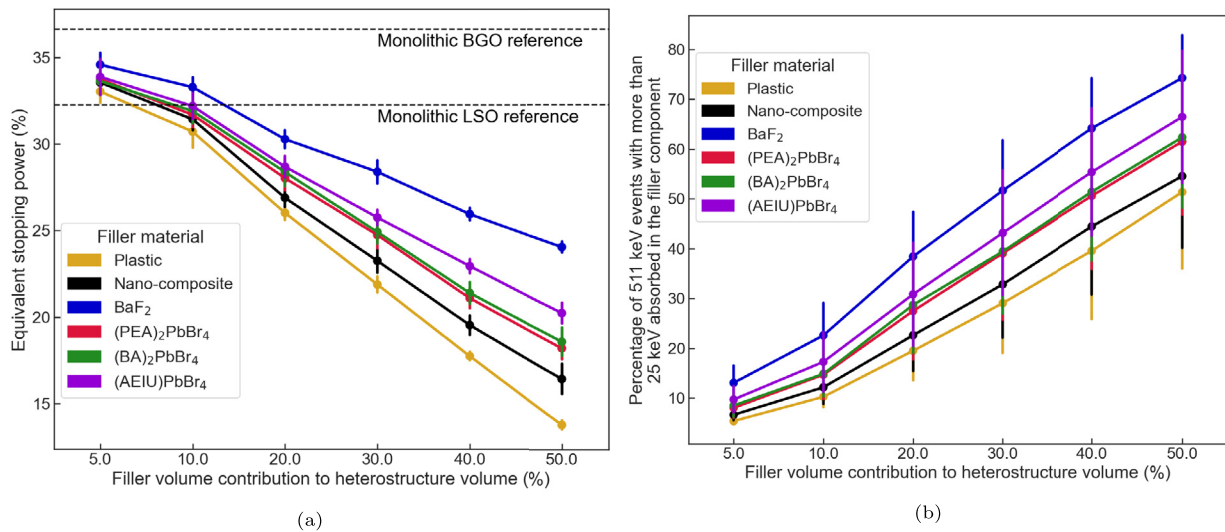 Equivalent stopping power (%)
35
30
25
20
15
Monolithic BGO reference
Monolithic LSO reference
Filler material
Plastic
Nano-composite
BaF₂
(PEA)₂PbBr₄
(BA)₂PbBr₄
(AEIU)PbBr₄
5.0 10.0 20.0 30.0 40.0 50.0
Filler volume contribution to heterostructure volume (%)
(a)
Percentage of 511 keV events with more than
25 keV absorbed in the filler component
80
70
60
50
40
30
20
10
Filler material
Plastic
Nano-composite
BaF₂
(PEA)₂PbBr₄
(BA)₂PbBr₄
(AEIU)PbBr₄
5.0 10.0 20.0 30.0 40.0 50.0
Filler volume contribution to heterostructure volume (%)
(b)